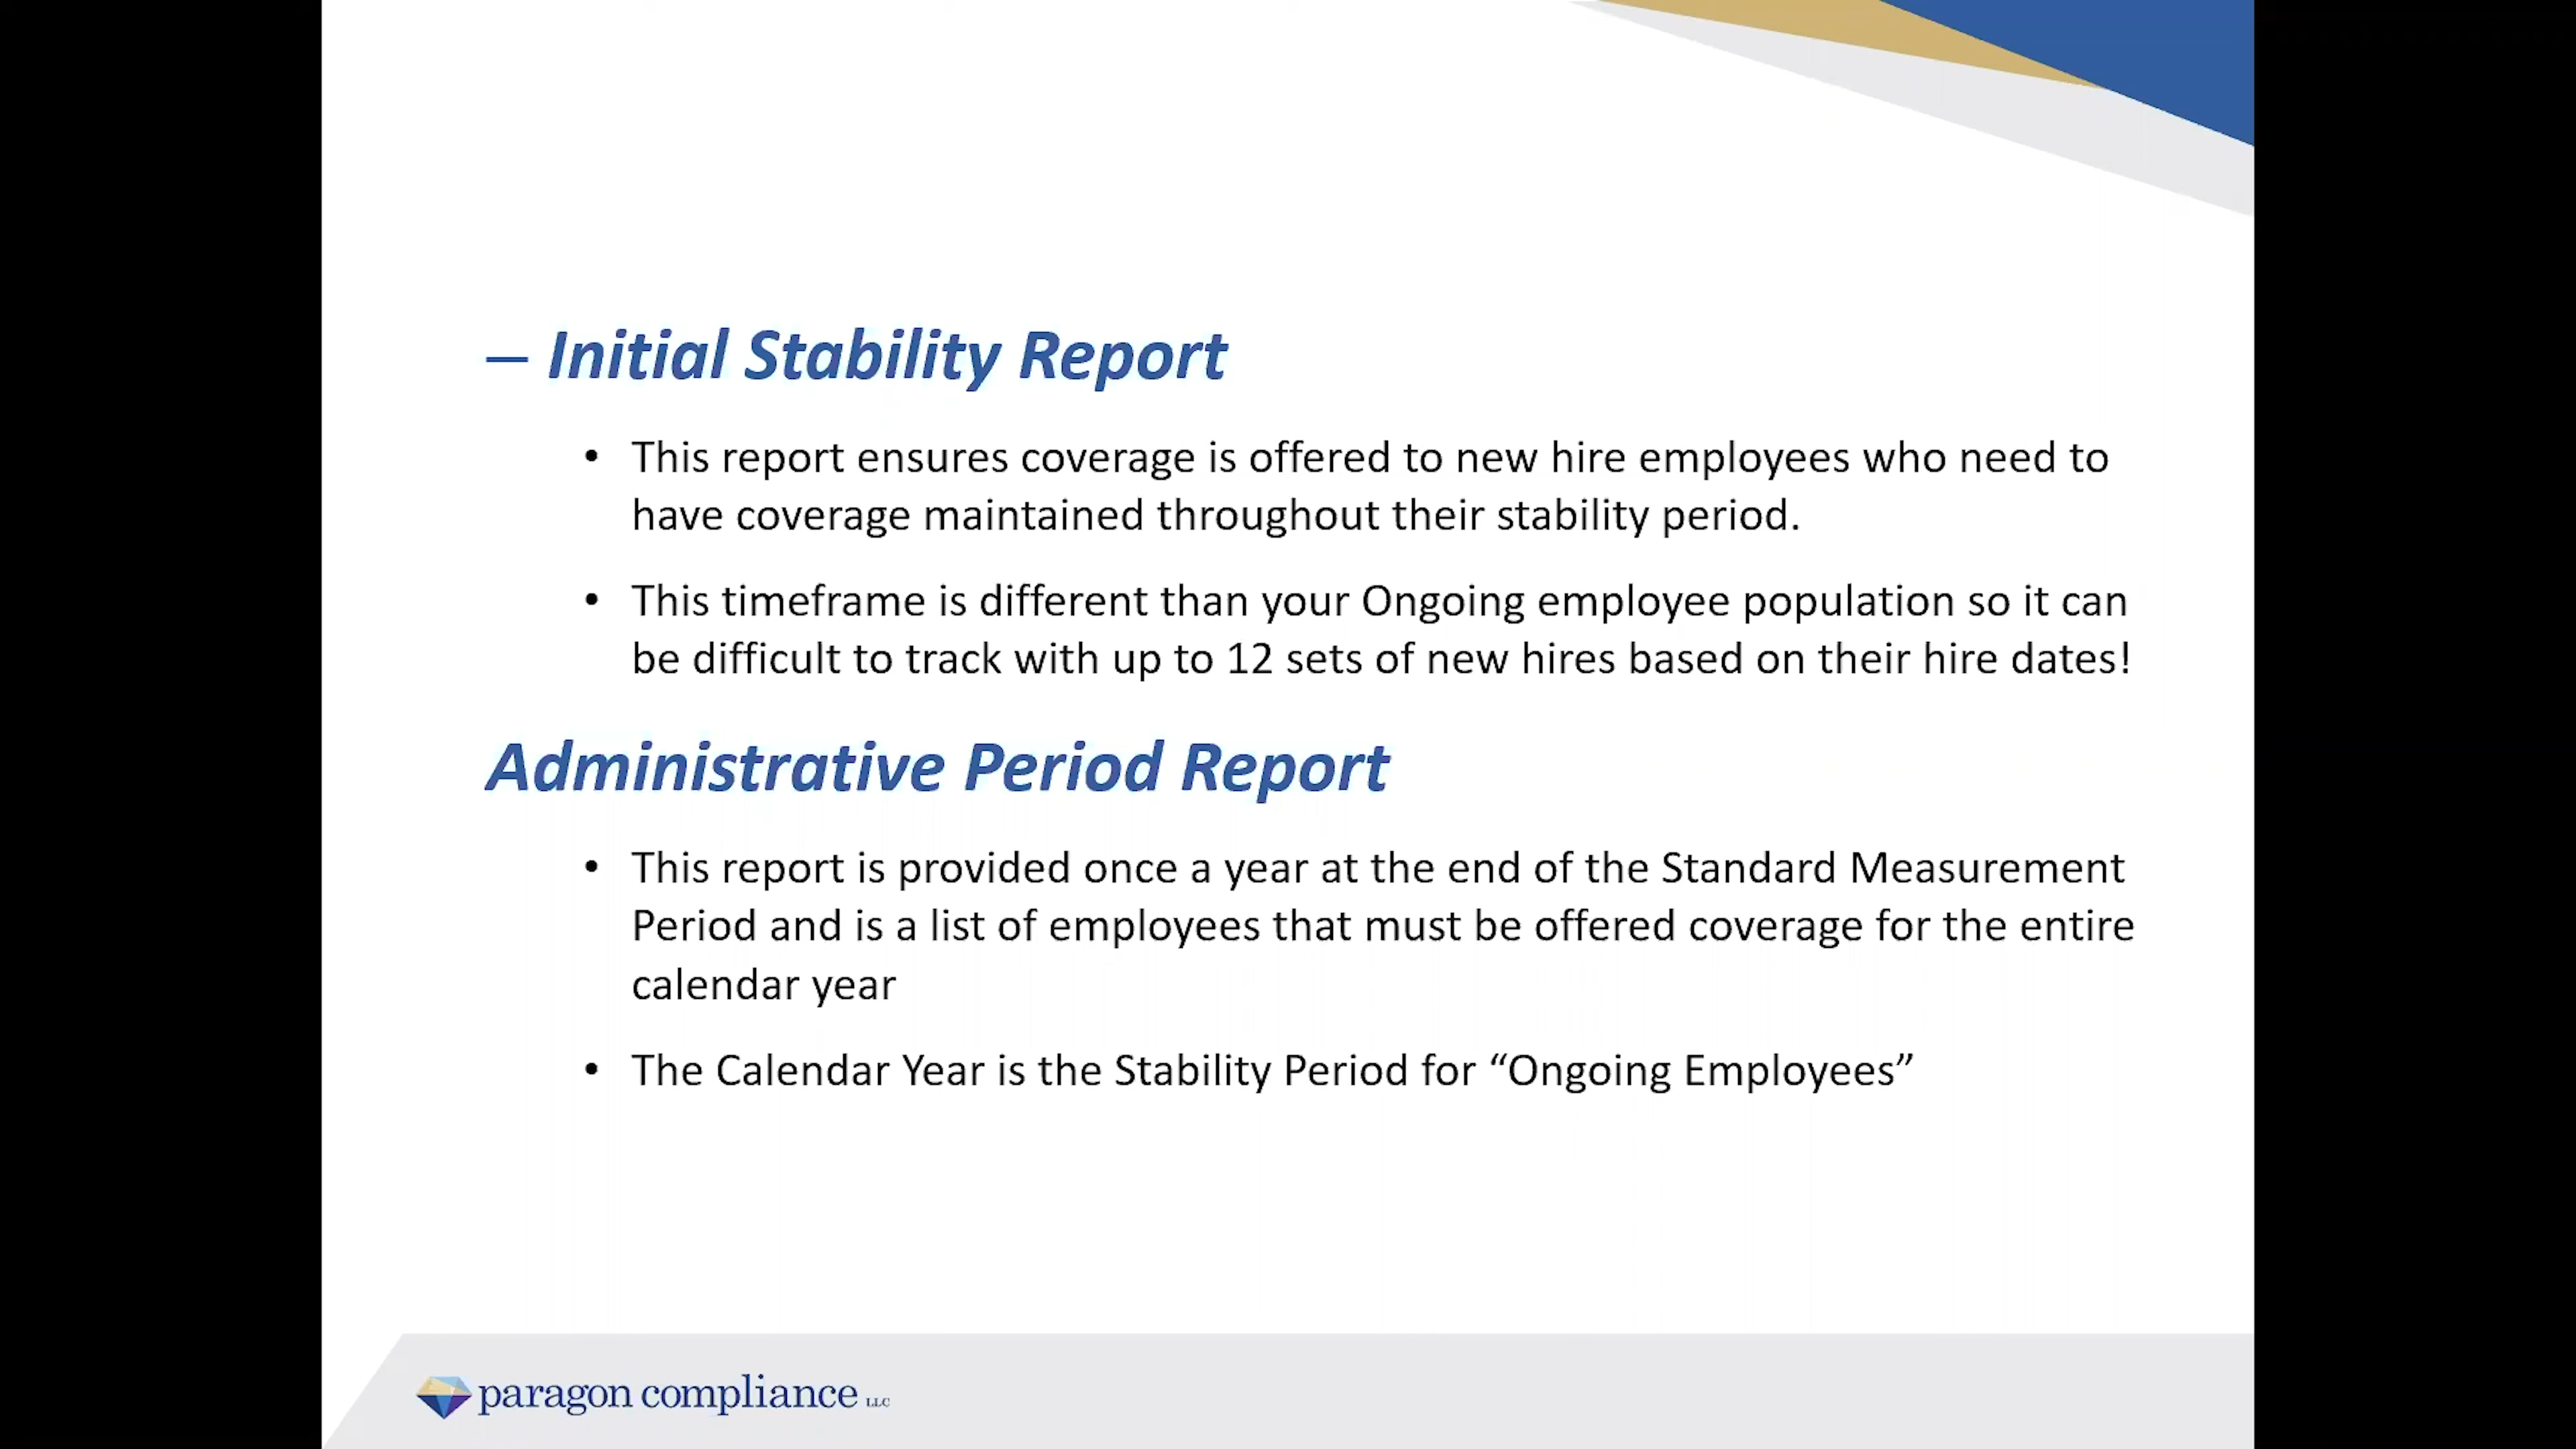 – Initial Stability Report
• This report ensures coverage is offered to new hire employees who need to
have coverage maintained throughout their stability period.
• This timeframe is different than your Ongoing employee population so it can
be difficult to track with up to 12 sets of new hires based on their hire dates!
Administrative Period Report
• This report is provided once a year at the end of the Standard Measurement
Period and is a list of employees that must be offered coverage for the entire
calendar year
• The Calendar Year is the Stability Period for “Ongoing Employees”
paragon compliance LLC